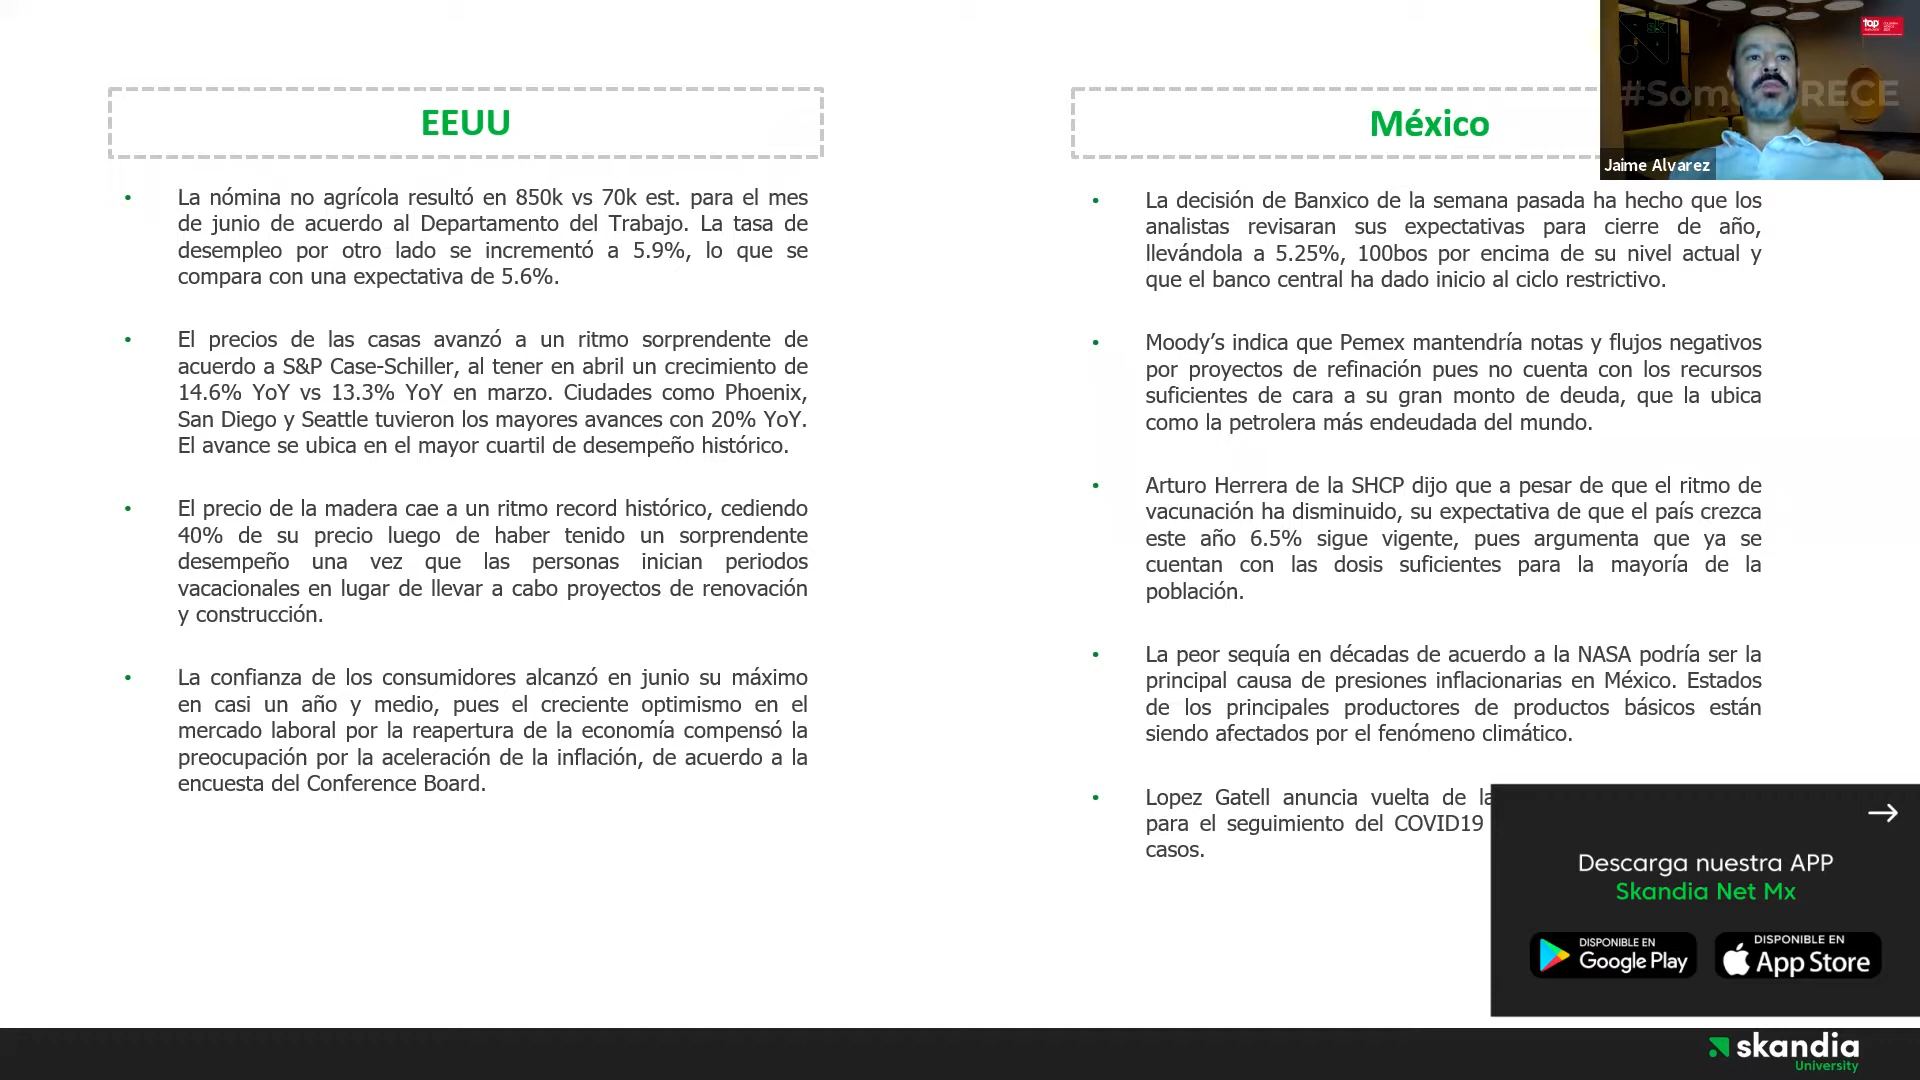 EEUU
La nómina no agrícola resultó en 850k vs 70k est. para el mes
de junio de acuerdo al Departamento del Trabajo. La tasa de
desempleo por otro lado se incrementó a 5.9%, lo que se
compara con una expectativa de 5.6%.
El precios de las casas avanzó a un ritmo sorprendente de
acuerdo a S&P Case-Schiller, al tener en abril un crecimiento de
14.6% YoY vs 13.3% YoY en marzo. Ciudades como Phoenix,
San Diego y Seattle tuvieron los mayores avances con 20% YoY.
El avance se ubica en el mayor cuartil de desempeño histórico.
El precio de la madera cae a un ritmo record histórico, cediendo
40% de su precio luego de haber tenido un sorprendente
desempeño una vez que las personas inician periodos
vacacionales en lugar de llevar a cabo proyectos de renovación
y construcción.
La confianza de los consumidores alcanzó en junio su máximo
en casi un año y medio, pues el creciente optimismo en el
mercado laboral por la reapertura de la economía compensó la
preocupación por la aceleración de la inflación, de acuerdo a la
encuesta del Conference Board.
México
La decisión de Banxico de la semana pasada ha hecho que los
analistas revisaran sus expectativas para cierre de año,
llevándola a 5.25%, 100bos por encima de su nivel actual y
que el banco central ha dado inicio al ciclo restrictivo.
Moody’s indica que Pemex mantendría notas y flujos negativos
por proyectos de refinación pues no cuenta con los recursos
suficientes de cara a su gran monto de deuda, que la ubica
como la petrolera más endeudada del mundo.
Arturo Herrera de la SHCP dijo que a pesar de que el ritmo de
vacunación ha disminuido, su expectativa de que el país crezca
este año 6.5% sigue vigente, pues argumenta que ya se
cuentan con las dosis suficientes para la mayoría de la
población.
La peor sequía en décadas de acuerdo a la NASA podría ser la
principal causa de presiones inflacionarias en México. Estados
de los principales productores de productos básicos están
siendo afectados por el fenómeno climático.
Lopez Gatell anuncia vuelta de la
para el seguimiento del COVID19
casos.
top
#Som RECE
Jaime Alvarez
Descarga nuestra APP
Skandia Net Mx
DISPONIBLE EN
Google Play
DISPONIBLE EN
App Store
skandia
University